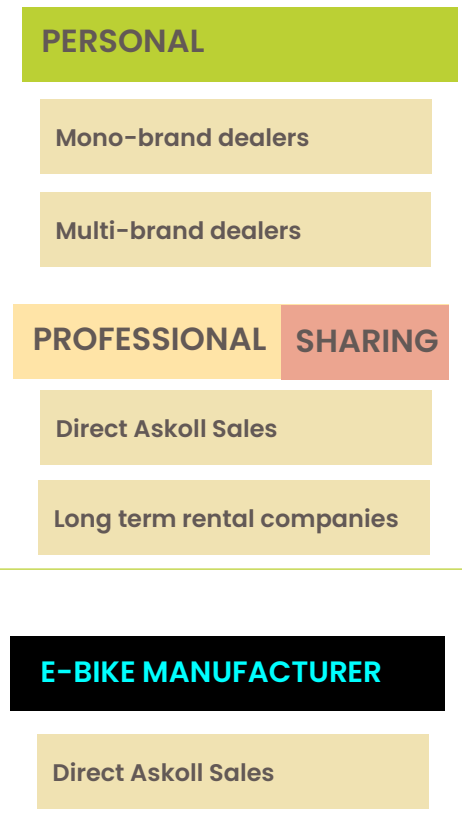 PERSONAL
Mono-brand dealers
Multi-brand dealers
PROFESSIONAL SHARING
Direct Askoll Sales
Long term rental companies
E-BIKE MANUFACTURER
Direct Askoll Sales